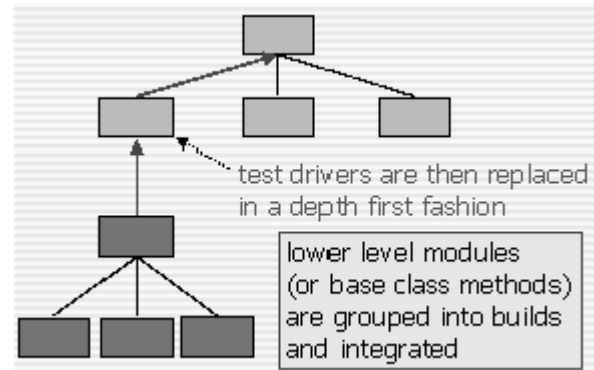 test drivers are then replaced
in a depth first fashion
lower level modules
(or base class methods)
are grouped into builds
and integrated